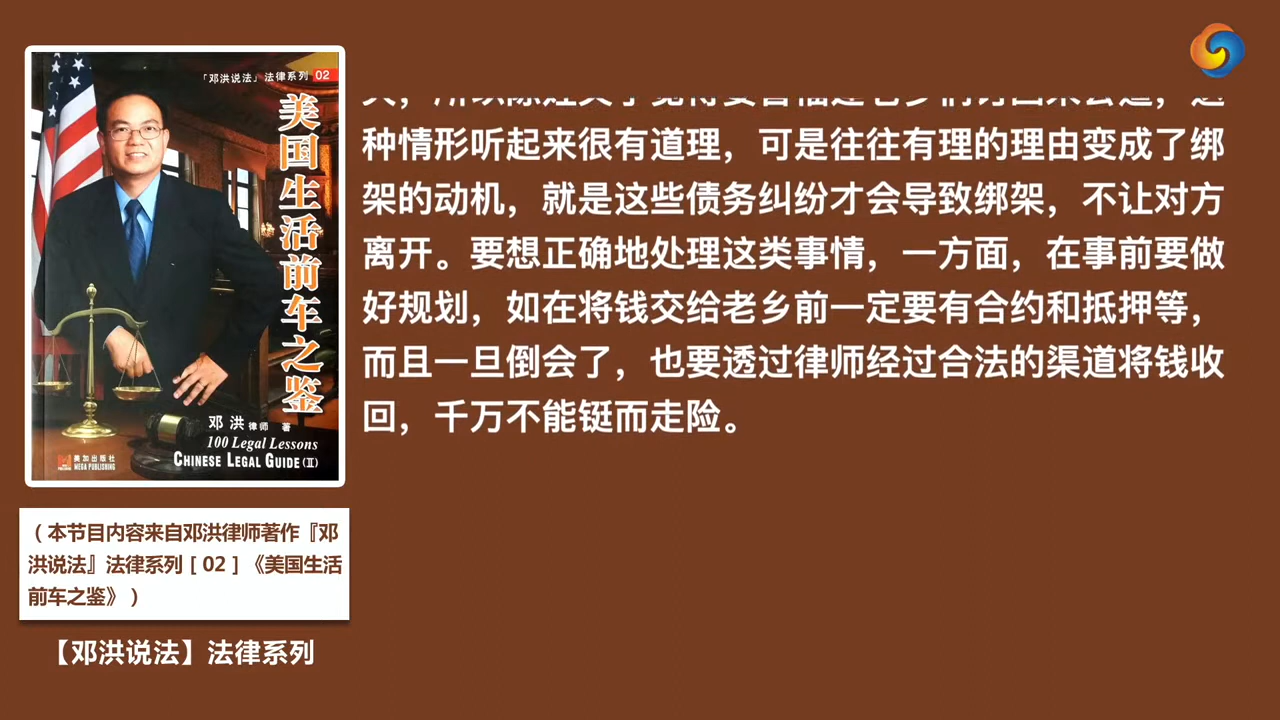 「邓洪说法」法律系列 02
美国生活前车之鉴
邓洪 律师 著
100 Legal Lessons
CHINESE LEGAL GUIDE (II)
美加出版社
MEGA PUBLISHING
种情形听起来很有道理，可是往往有理的理由变成了绑
架的动机，就是这些债务纠纷才会导致绑架，不让对方
离开。要想正确地处理这类事情，一方面，在事前要做
好规划，如在将钱交给老乡前一定要有合约和抵押等，
而且一旦倒会了，也要透过律师经过合法的渠道将钱收
回，千万不能铤而走险。
（本节目内容来自邓洪律师著作『邓
洪说法』法律系列［02］《美国生活
前车之鉴》）
【邓洪说法】法律系列